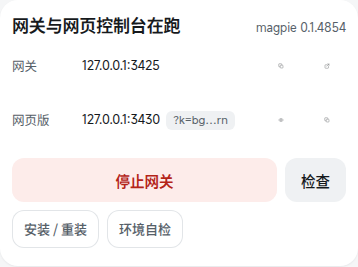 网关与网页控制台在跑 magpie 0.1.4854
网关 127.0.0.1:3425
网页版 127.0.0.1:3430 ?k=bg…rn
停止网关 检查
安装 / 重装 环境自检